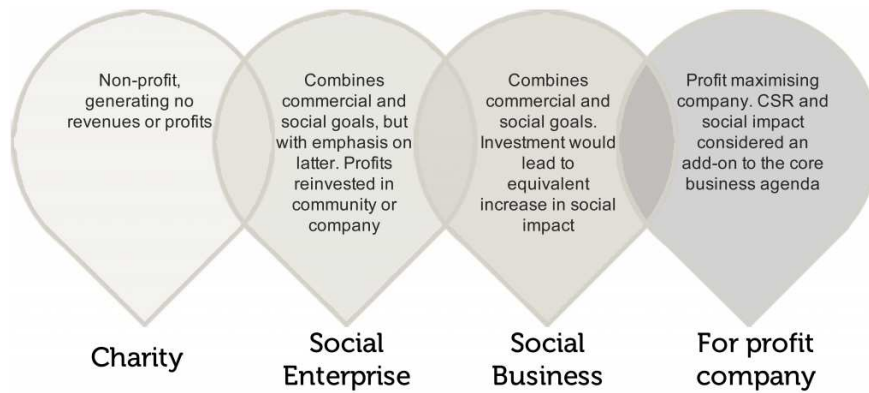 Non-profit,
generating no
revenues or profits
Combines
commercial and
social goals, but
with emphasis on
latter. Profits
reinvested in
community or
company
Combines
commercial and
social goals.
Investment would
lead to
equivalent
increase in social
impact
Profit maximising
company. CSR and
social impact
considered an
add-on to the core
business agenda
Charity
Social
Enterprise
Social
Business
For profit
company